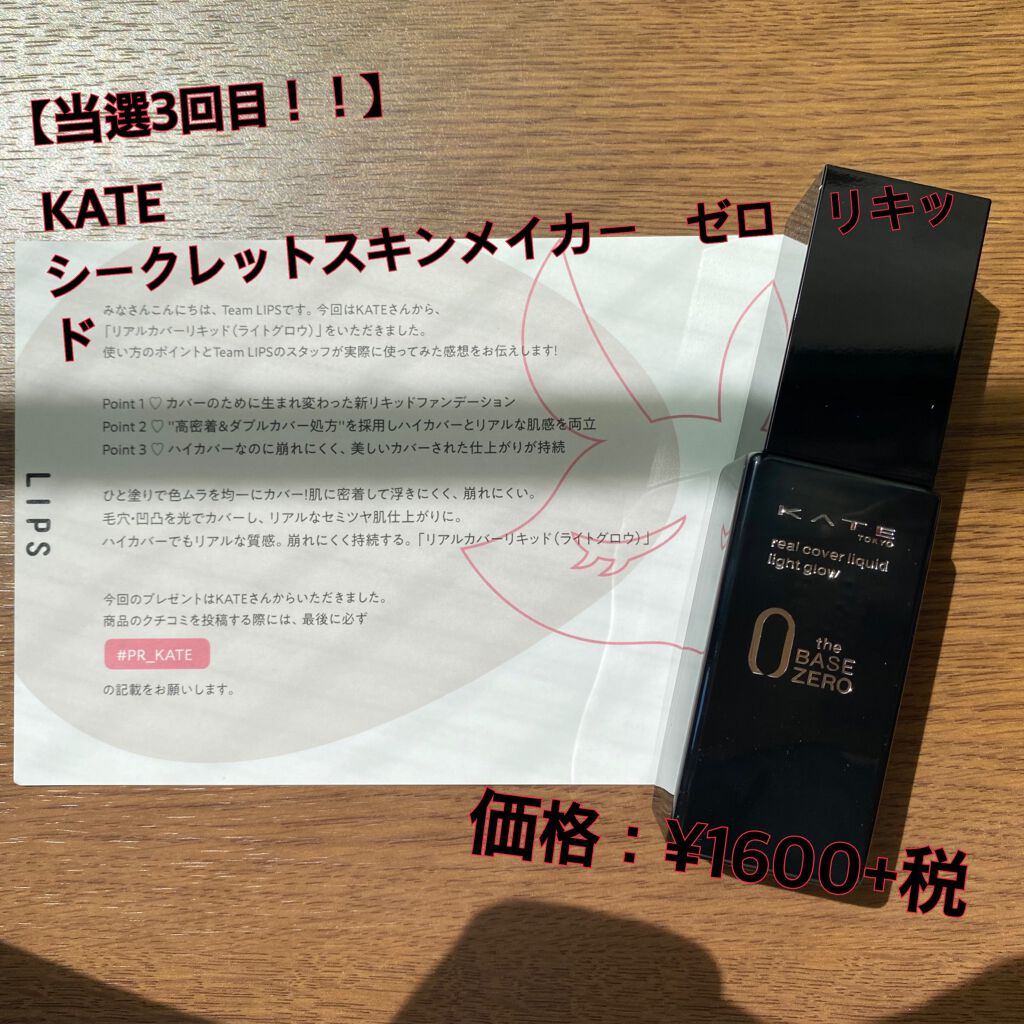 【当選3回目！！】
KATE
シークレットスキンメイカー　ゼロ　リキッ
ド
みなさんこんにちは、Team LIPSです。今回はKATEさんから、
「リアルカバーリキッド（ライトグロウ）」をいただきました。
使い方のポイントとTeam LIPSのスタッフが実際に使ってみた感想をお伝えします!
Point 1 ♡ カバーのために生まれ変わった新リキッドファンデーション
Point 2 ♡ "高密着&ダブルカバー処方"を採用しハイカバーとリアルな肌感を両立
Point 3 ♡ ハイカバーなのに崩れにくく、美しいカバーされた仕上がりが持続
ひと塗りで色ムラを均一にカバー!肌に密着して浮きにくく、崩れにくい。
毛穴・凹凸を光でカバーし、リアルなセミツヤ肌仕上がりに。
ハイカバーでもリアルな質感。崩れにくく持続する。「リアルカバーリキッド（ライトグロウ）」
今回のプレゼントはKATEさんからいただきました。
商品のクチコミを投稿する際には、最後に必ず
#PR_KATE
の記載をお願いします。
LIPS
KATE
TOKYO
real cover liquid
light glow
0 the
BASE
ZERO
価格：¥1600+税